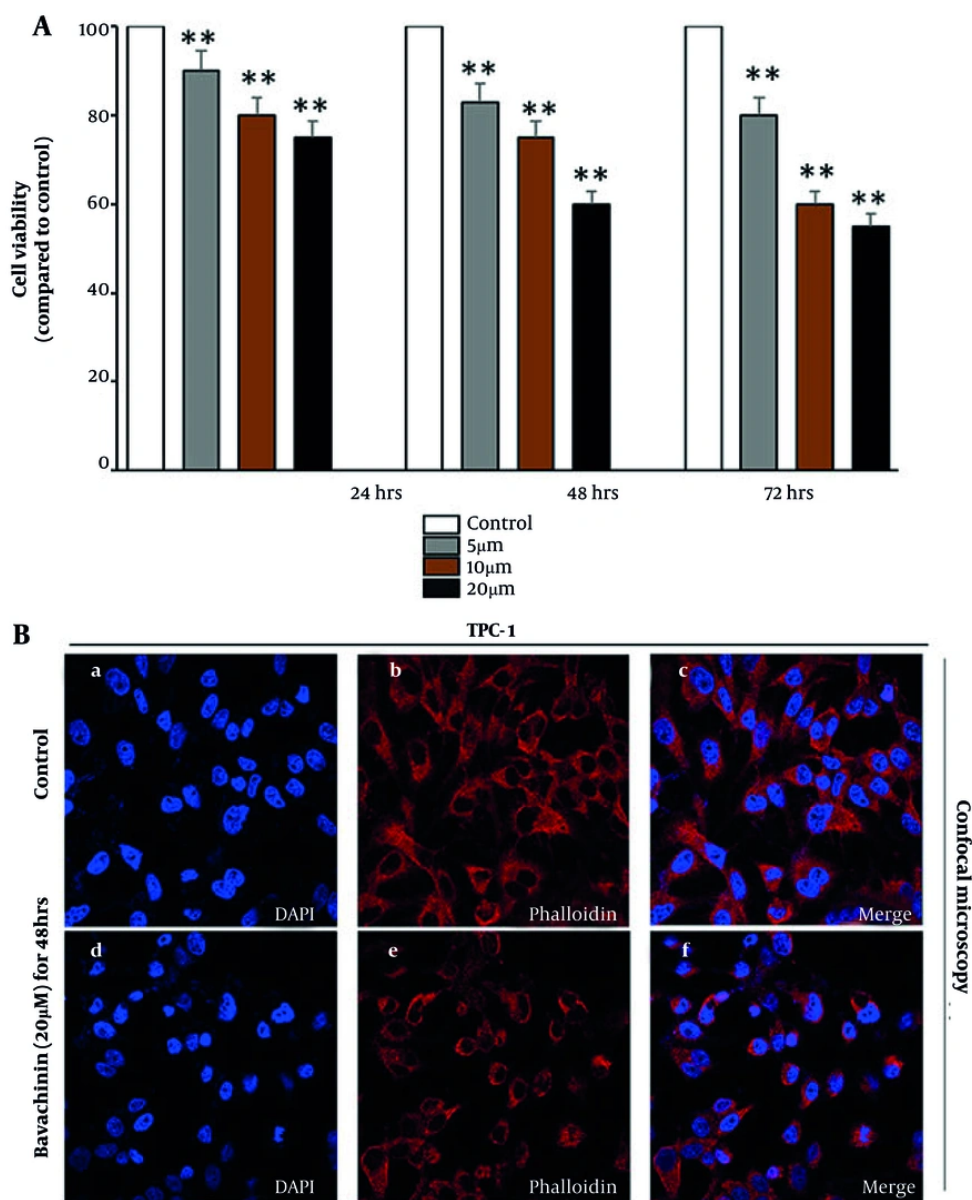 A
100
80
60
40
20
0
Cell viability
(compared to control)
** ** ** ** ** ** ** ** **
24 hrs 48 hrs 72 hrs
Control
5μm
10μm
20μm
B
TPC-1
Control
a
b
c
DAPI
Phalloidin
Merge
Bavachinin (20μM) for 48hrs
d
e
f
DAPI
Phalloidin
Merge
Confocal microscopy